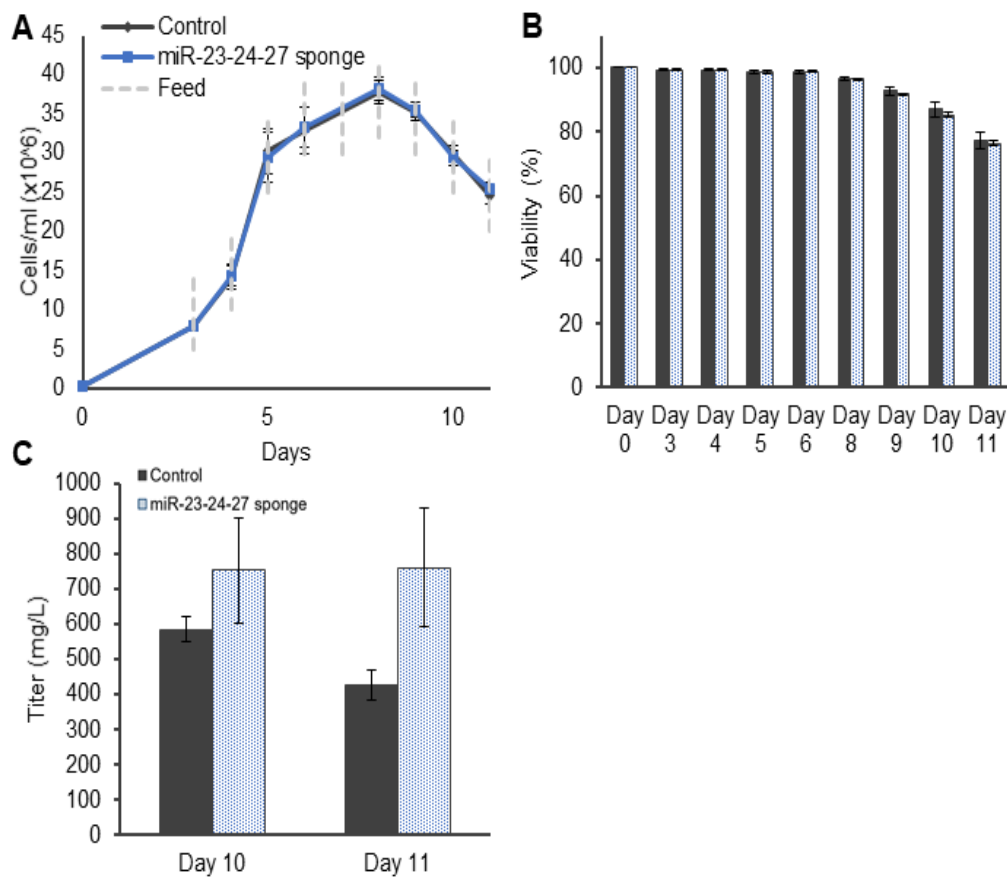 A
Control
miR-23-24-27 sponge
Feed
Cells/ml (x10^6)
45
40
35
30
25
20
15
10
5
0
0 5 10
Days
B
Viability (%)
100
80
60
40
20
0
Day Day Day Day Day Day Day Day Day
0 3 4 5 6 8 9 10 11
C
Control
miR-23-24-27 sponge
Titer (mg/L)
1000
900
800
700
600
500
400
300
200
100
0
Day 10 Day 11